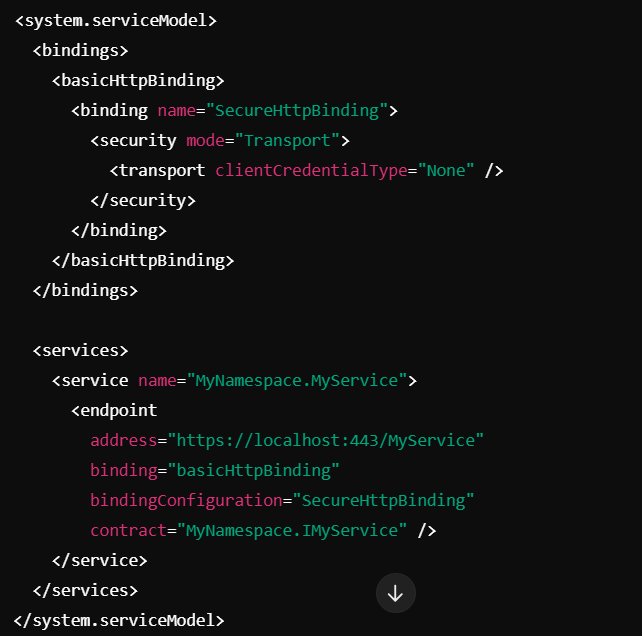 <system.serviceModel>
<bindings>
<basicHttpBinding>
<binding name="SecureHttpBinding">
<security mode="Transport">
<transport clientCredentialType="None" />
</security>
</binding>
</basicHttpBinding>
</bindings>
<services>
<service name="MyNamespace.MyService">
<endpoint
address="https://localhost:443/MyService"
binding="basicHttpBinding"
bindingConfiguration="SecureHttpBinding"
contract="MyNamespace.IMyService" />
</service>
</services>
</system.serviceModel>